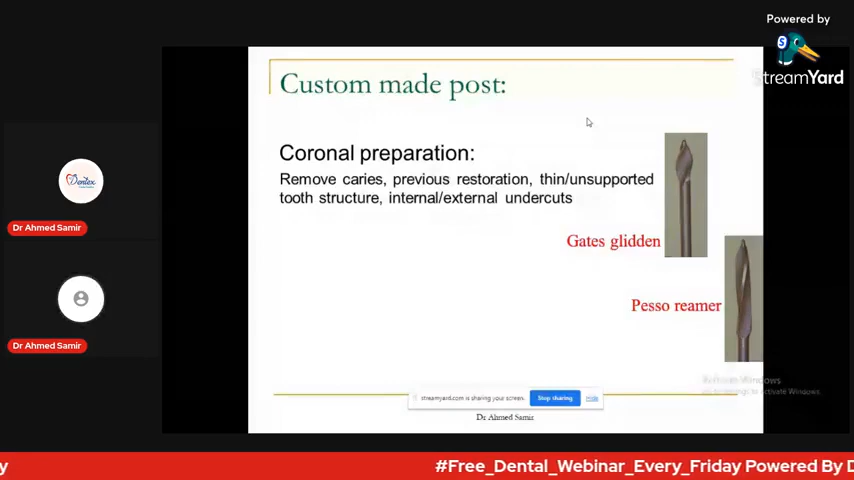 Powered by
StreamYard
Custom made post:
Coronal preparation:
Remove caries, previous restoration, thin/unsupported
tooth structure, internal/external undercuts
Gates glidden
Pesso reamer
Dentex
Dr Ahmed Samir
Dr Ahmed Samir
streamyard.com is sharing your screen.
Stop sharing
Hide
Dr Ahmed Samir
y
#Free_Dental_Webinar_Every_Friday Powered By D